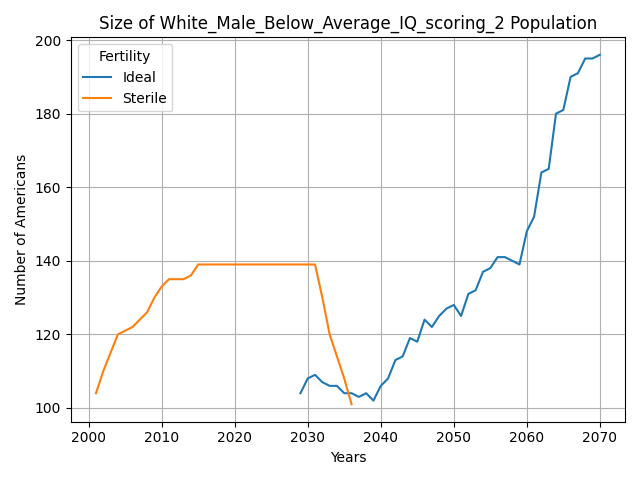 Size of White_Male_Below_Average_IQ_scoring_2 Population
Fertility
Ideal
Sterile
Number of Americans
200
180
160
140
120
100
2000 2010 2020 2030 2040 2050 2060 2070
Years